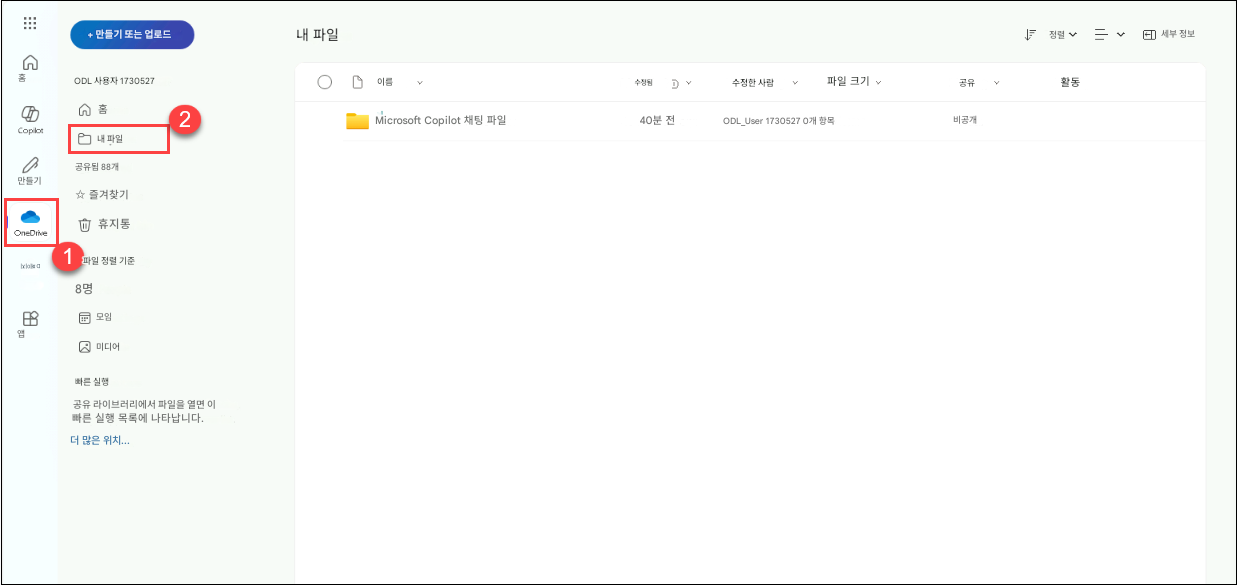 홈
Copilot
만들기
OneDrive
앱
+ 만들기 또는 업로드
ODL 사용자 1730527
홈
내 파일
2
공유됨 88개
☆ 즐겨찾기
휴지통
1
파일 정렬 기준
8명
모임
미디어
빠른 실행
공유 라이브러리에서 파일을 열면 이
빠른 실행 목록에 나타납니다.
더 많은 위치...
내 파일
정렬
세부 정보
이름 수정됨 수정한 사람 파일 크기 공유 활동
Microsoft Copilot 채팅 파일 40분 전 ODL_User 1730527 0개 항목 비공개